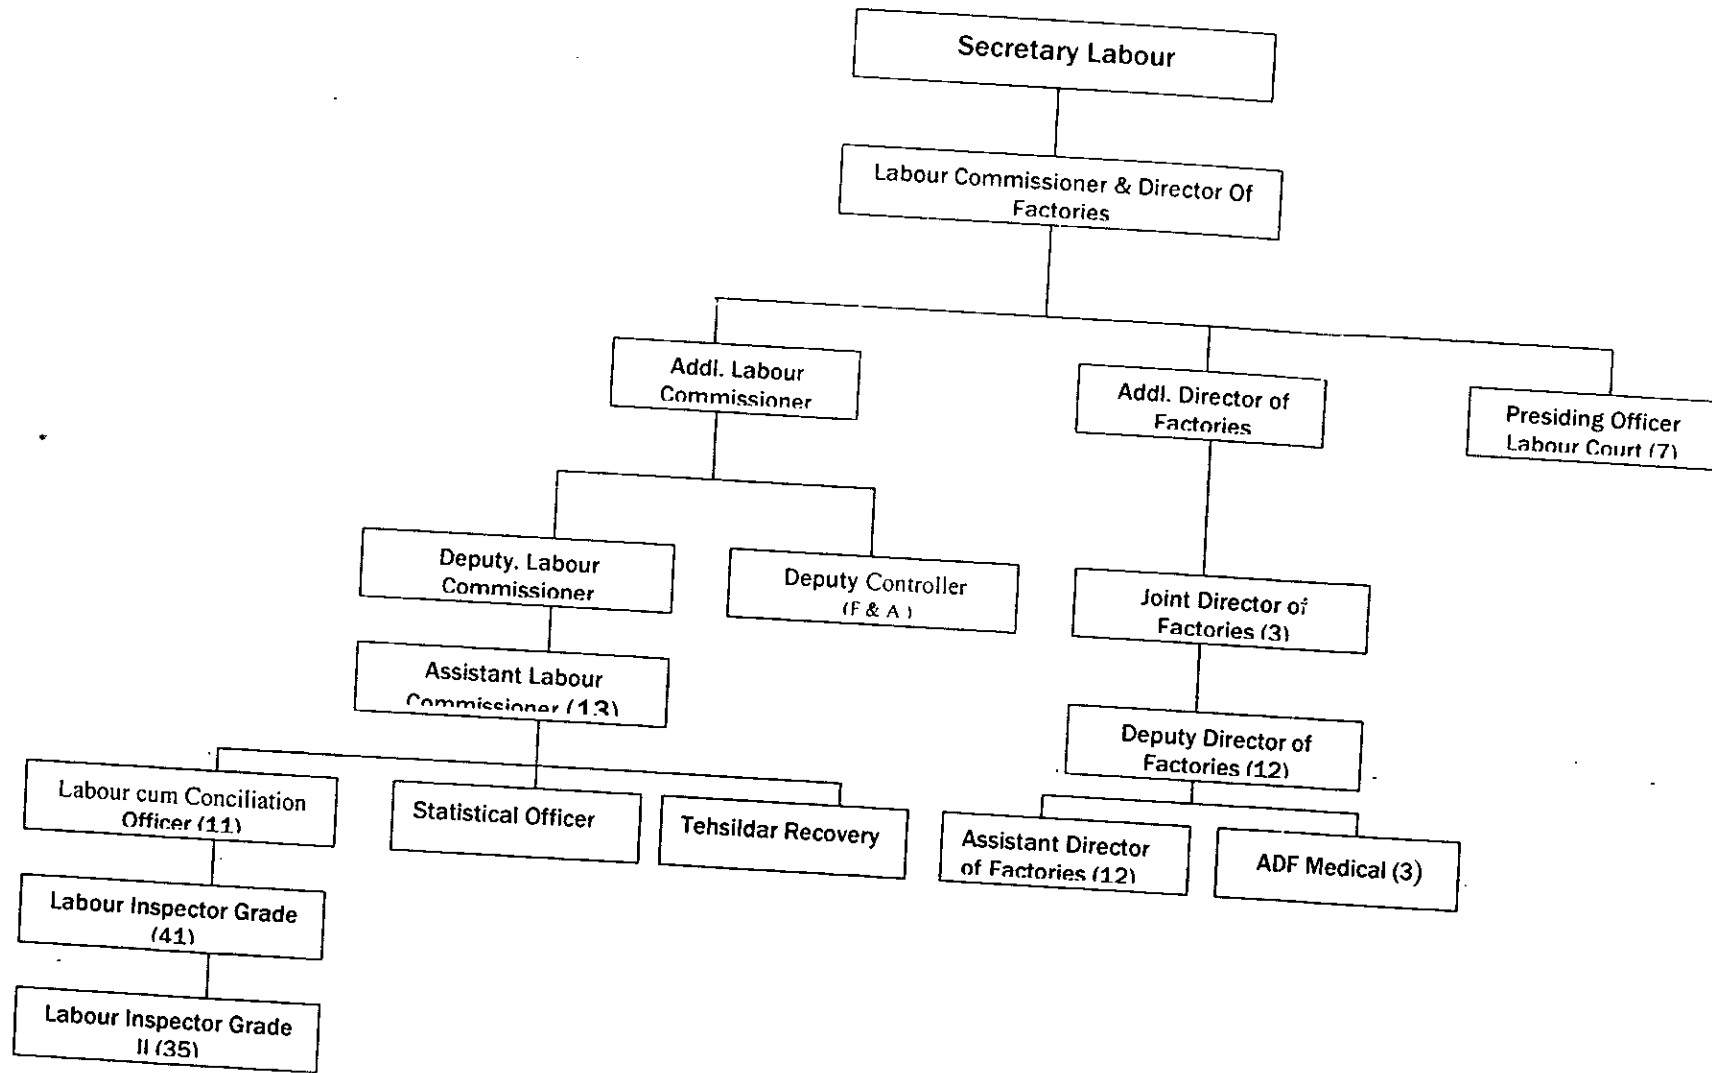 Secretary Labour
Labour Commissioner & Director Of
Factories
Addl. Labour
Commissioner
Addl. Director of
Factories
Presiding Officer
Labour Court (7)
Deputy. Labour
Commissioner
Deputy Controller
(F & A )
Joint Director of
Factories (3)
Assistant Labour
Commissioner (13)
Deputy Director of
Factories (12)
Labour cum Conciliation
Officer (11)
Statistical Officer
Tehsildar Recovery
Assistant Director
of Factories (12)
ADF Medical (3)
Labour Inspector Grade
(41)
Labour Inspector Grade
II (35)